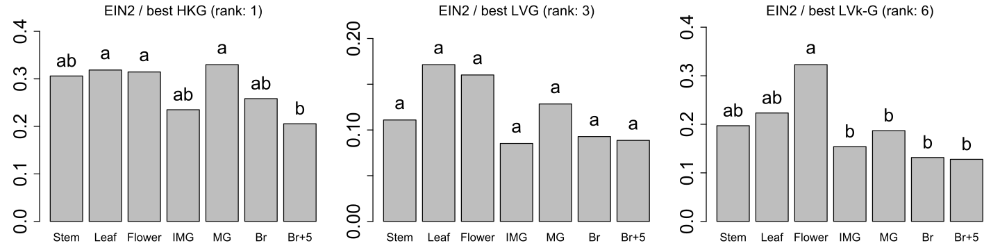 EIN2 / best HKG (rank: 1)
0.4
0.3
0.2
0.1
0.0
ab a a ab a ab b
Stem Leaf Flower IMG MG Br Br+5
EIN2 / best LVG (rank: 3)
0.20
0.10
0.00
a a a a a a a
Stem Leaf Flower IMG MG Br Br+5
EIN2 / best LVk-G (rank: 6)
0.4
0.3
0.2
0.1
0.0
ab ab a b b b b
Stem Leaf Flower IMG MG Br Br+5